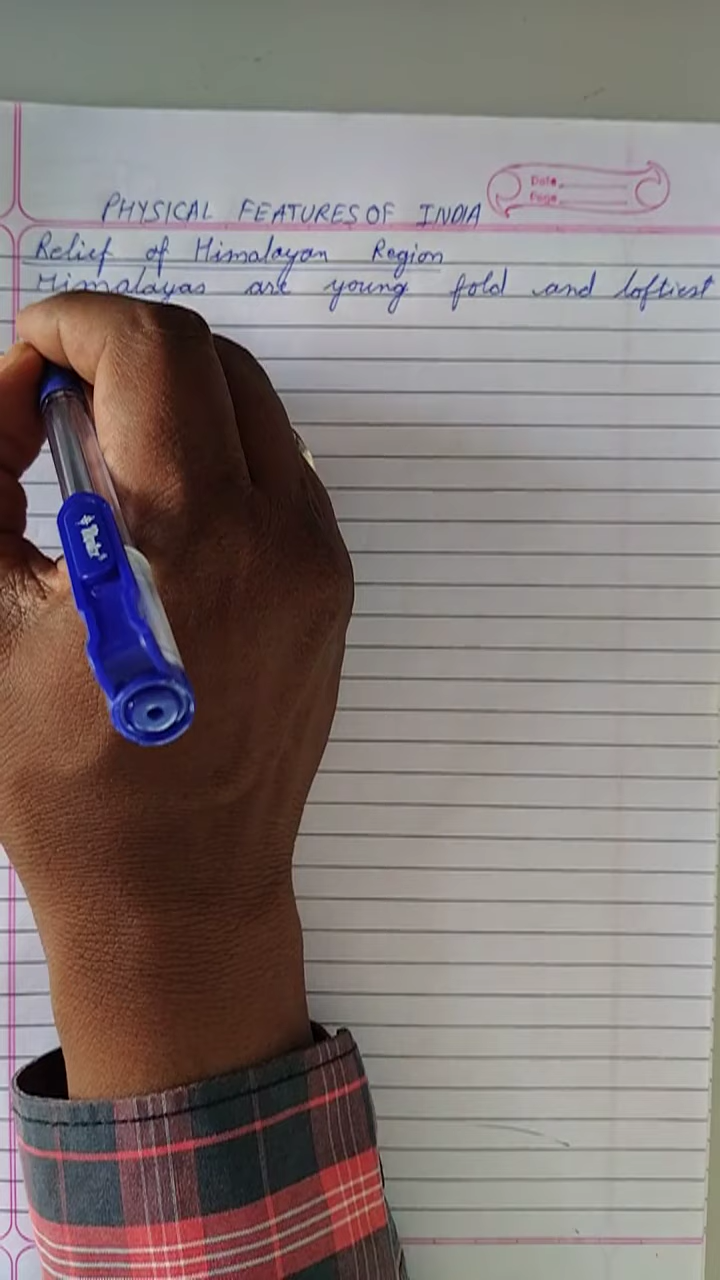 Date
Page
PHYSICAL FEATURES OF INDIA
Relief of Himalayan Region
Himalayas are young fold and loftiest